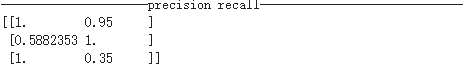 precision recall
[[1.        0.95      ]
 [0.5882353 1.        ]
 [1.        0.35      ]]